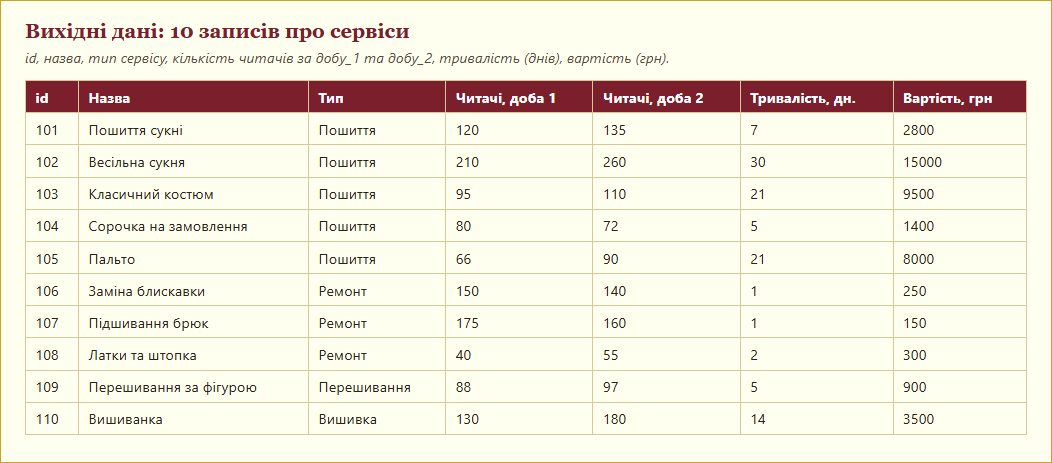 Вихідні дані: 10 записів про сервіси
id, назва, тип сервісу, кількість читачів за добу_1 та добу_2, тривалість (днів), вартість (грн).
id Назва Тип Читачі, доба 1 Читачі, доба 2 Тривалість, дн. Вартість, грн
101 Пошиття сукні Пошиття 120 135 7 2800
102 Весільна сукня Пошиття 210 260 30 15000
103 Класичний костюм Пошиття 95 110 21 9500
104 Сорочка на замовлення Пошиття 80 72 5 1400
105 Пальто Пошиття 66 90 21 8000
106 Заміна блискавки Ремонт 150 140 1 250
107 Підшивання брюк Ремонт 175 160 1 150
108 Латки та штопка Ремонт 40 55 2 300
109 Перешивання за фігурою Перешивання 88 97 5 900
110 Вишиванка Вишивка 130 180 14 3500